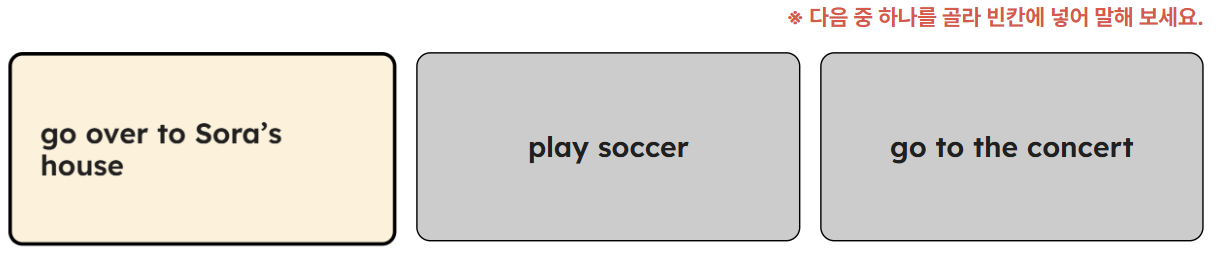 ※ 다음 중 하나를 골라 빈칸에 넣어 말해 보세요.
go over to Sora’s
house
play soccer
go to the concert